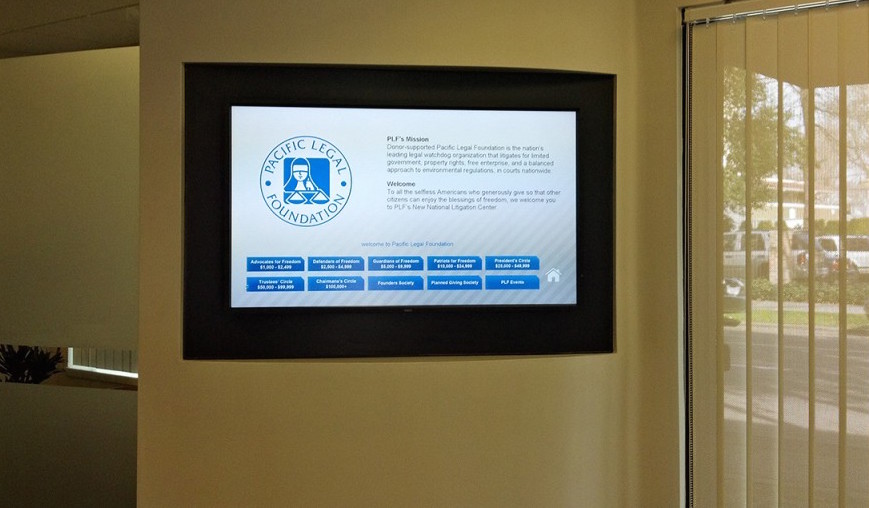 PACIFIC LEGAL
FOUNDATION
PLF's Mission
Donor-supported Pacific Legal Foundation is the nation's
leading legal watchdog organization that litigates for limited
government, property rights, free enterprise, and a balanced
approach to environmental regulations, in courts nationwide.
Welcome
To all the selfless Americans who generously give so that other
citizens can enjoy the blessings of freedom, we welcome you
to PLF's New National Litigation Center.
welcome to Pacific Legal Foundation
Advocates for Freedom
$1,000 - $2,499
Defenders of Freedom
$2,500 - $4,999
Guardians of Freedom
$5,000 - $9,999
Patriots for Freedom
$10,000 - $24,999
President's Circle
$25,000 - $49,999
Trustees' Circle
$50,000 - $99,999
Chairmans's Circle
$100,000+
Founders Society
Planned Giving Society
PLF Events